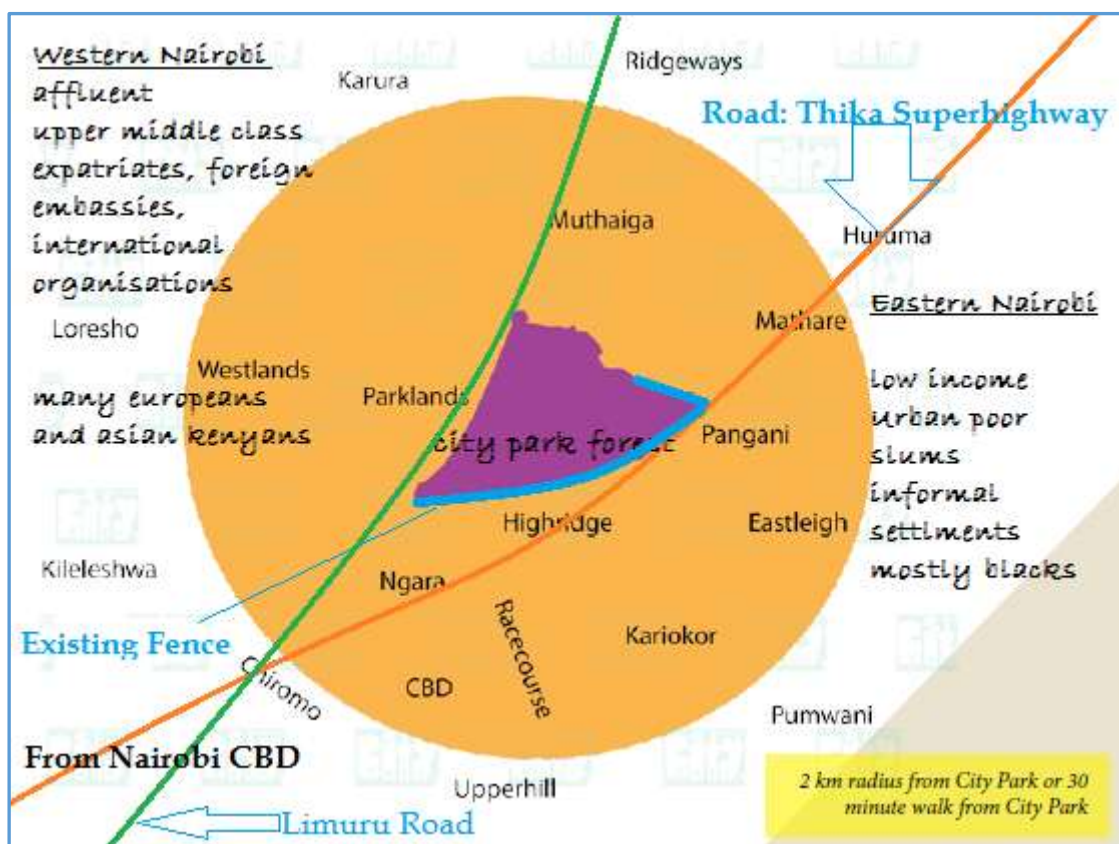 Western Nairobi
affluent
upper middle class
expatriates, foreign
embassies,
international
organisations
Karura
Ridgeways
Road: Thika Superhighway
Muthaiga
Huruma
Eastern Nairobi
Loresho
Mathare
Westlands
Parklands
many europeans
and asian kenyans
city park forest
Pangani
low income
urban poor
slums
informal
settlments
mostly blacks
Highridge
Eastleigh
Kileleshwa
Ngara
Existing Fence
Racecourse
Kariokor
Chiromo
CBD
Pumwani
From Nairobi CBD
Upperhill
2 km radius from City Park or 30
minute walk from City Park
Limuru Road